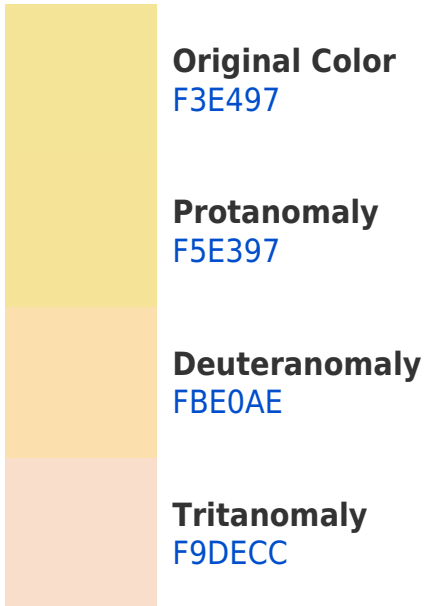 Original Color
F3E497
Protanomaly
F5E397
Deuteranomaly
FBE0AE
Tritanomaly
F9DECC